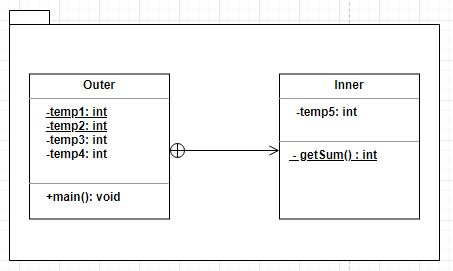 Outer
-temp1: int
-temp2: int
-temp3: int
-temp4: int
+main(): void
Inner
-temp5: int
- getSum() : int